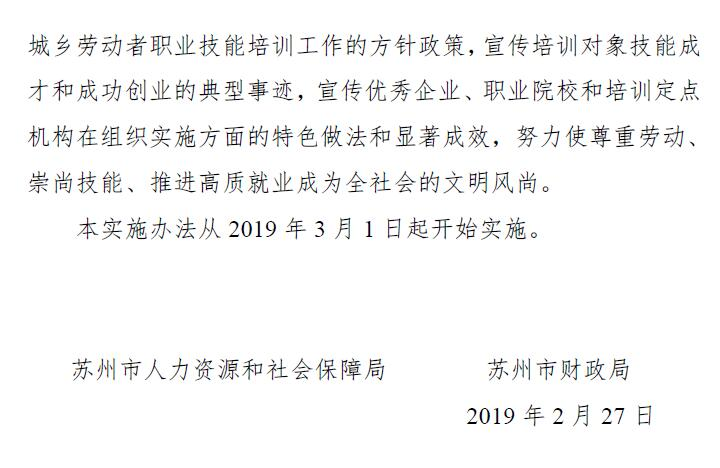 城乡劳动者职业技能培训工作的方针政策，宣传培训对象技能成
才和成功创业的典型事迹，宣传优秀企业、职业院校和培训定点
机构在组织实施方面的特色做法和显著成效，努力使尊重劳动、
崇尚技能、推进高质就业成为全社会的文明风尚。
本实施办法从 2019 年 3 月 1 日起开始实施。
苏州市人力资源和社会保障局 苏州市财政局
2019 年 2 月 27 日